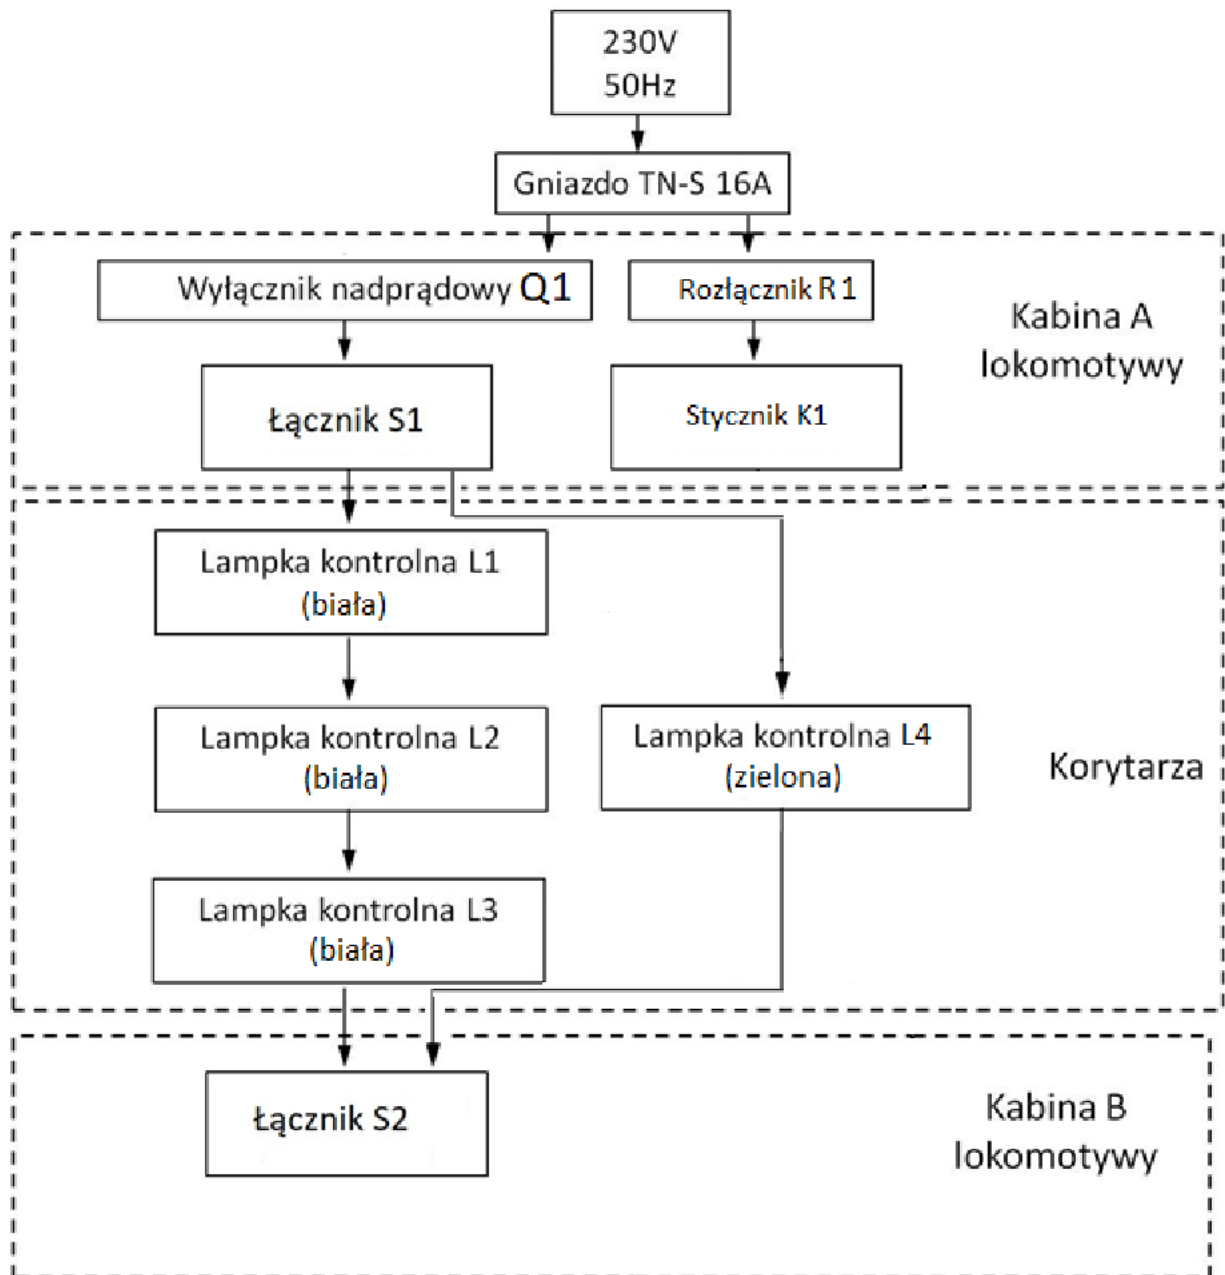 230V
50Hz
Gniazdo TN-S 16A
Wyłącznik nadprądowy Q1
Rozłącznik R1
Kabina A
lokomotywy
Łącznik S1
Stycznik K1
Lampka kontrolna L1
(biała)
Lampka kontrolna L2
(biała)
Lampka kontrolna L4
(zielona)
Korytarza
Lampka kontrolna L3
(biała)
Łącznik S2
Kabina B
lokomotywy